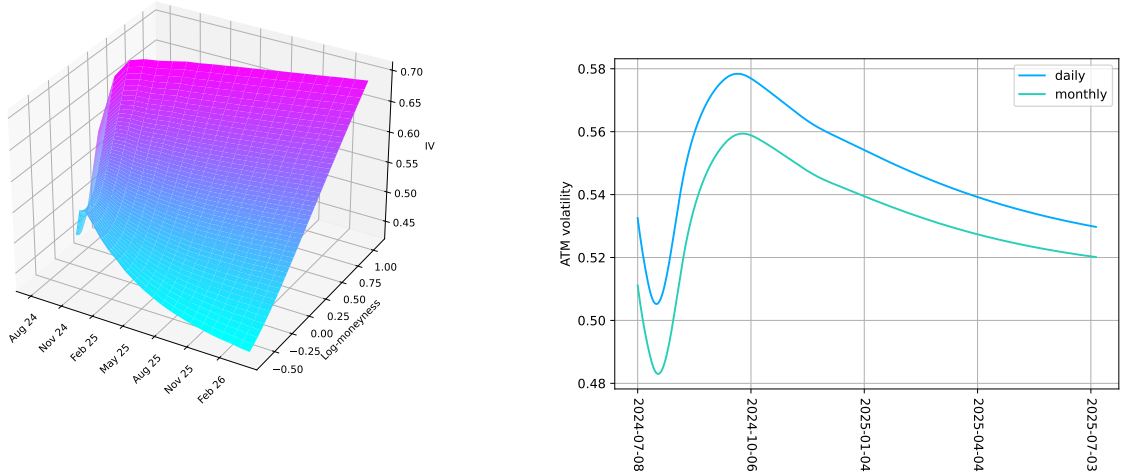 0.70
0.65
0.60
IV
0.55
0.50
0.45
1.00
0.75
0.50
0.25
0.00
−0.25
−0.50
Log-moneyness
Aug 24
Nov 24
Feb 25
May 25
Aug 25
Nov 25
Feb 26
daily
monthly
ATM volatility
0.58
0.56
0.54
0.52
0.50
0.48
2024-07-08
2024-10-06
2025-01-04
2025-04-04
2025-07-03